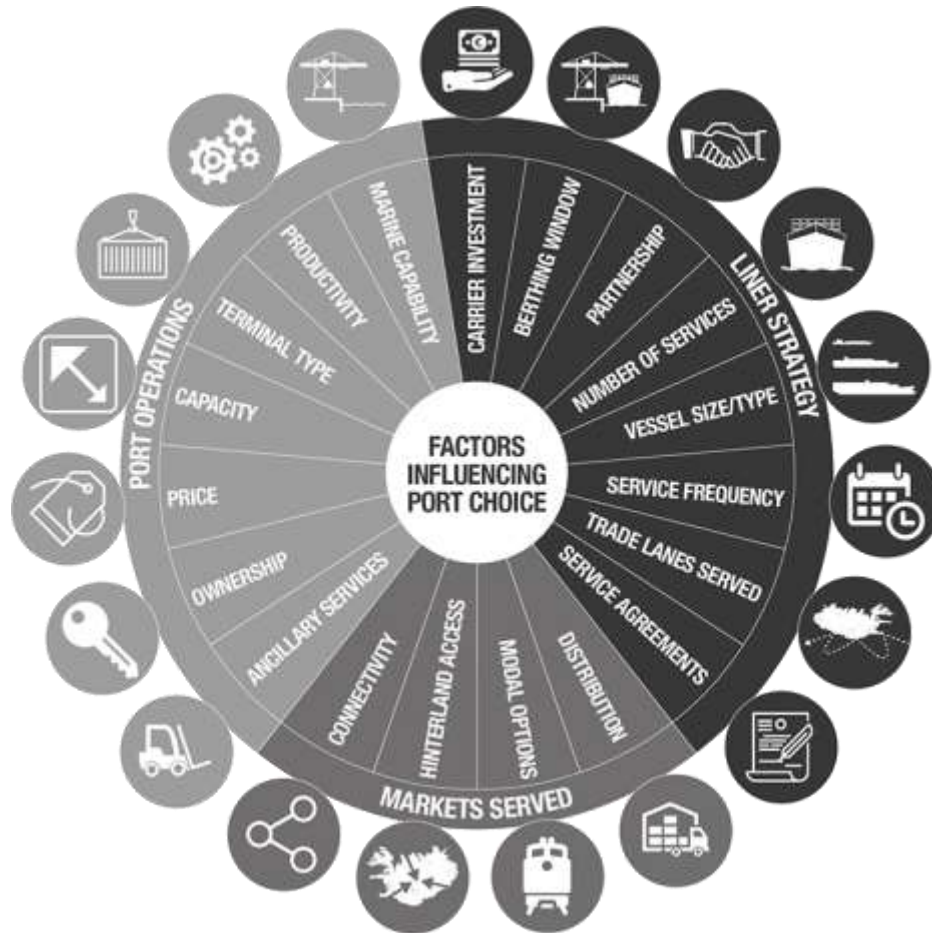 FACTORS
INFLUENCING
PORT CHOICE
LINER STRATEGY
CARRIER INVESTMENT
BERTHING WINDOW
PARTNERSHIP
NUMBER OF SERVICES
VESSEL SIZE/TYPE
SERVICE FREQUENCY
TRADE LANES SERVED
SERVICE AGREEMENTS
MARKETS SERVED
DISTRIBUTION
MODAL OPTIONS
HINTERLAND ACCESS
CONNECTIVITY
PORT OPERATIONS
ANCILLARY SERVICES
OWNERSHIP
PRICE
CAPACITY
TERMINAL TYPE
PRODUCTIVITY
MARINE CAPABILITY